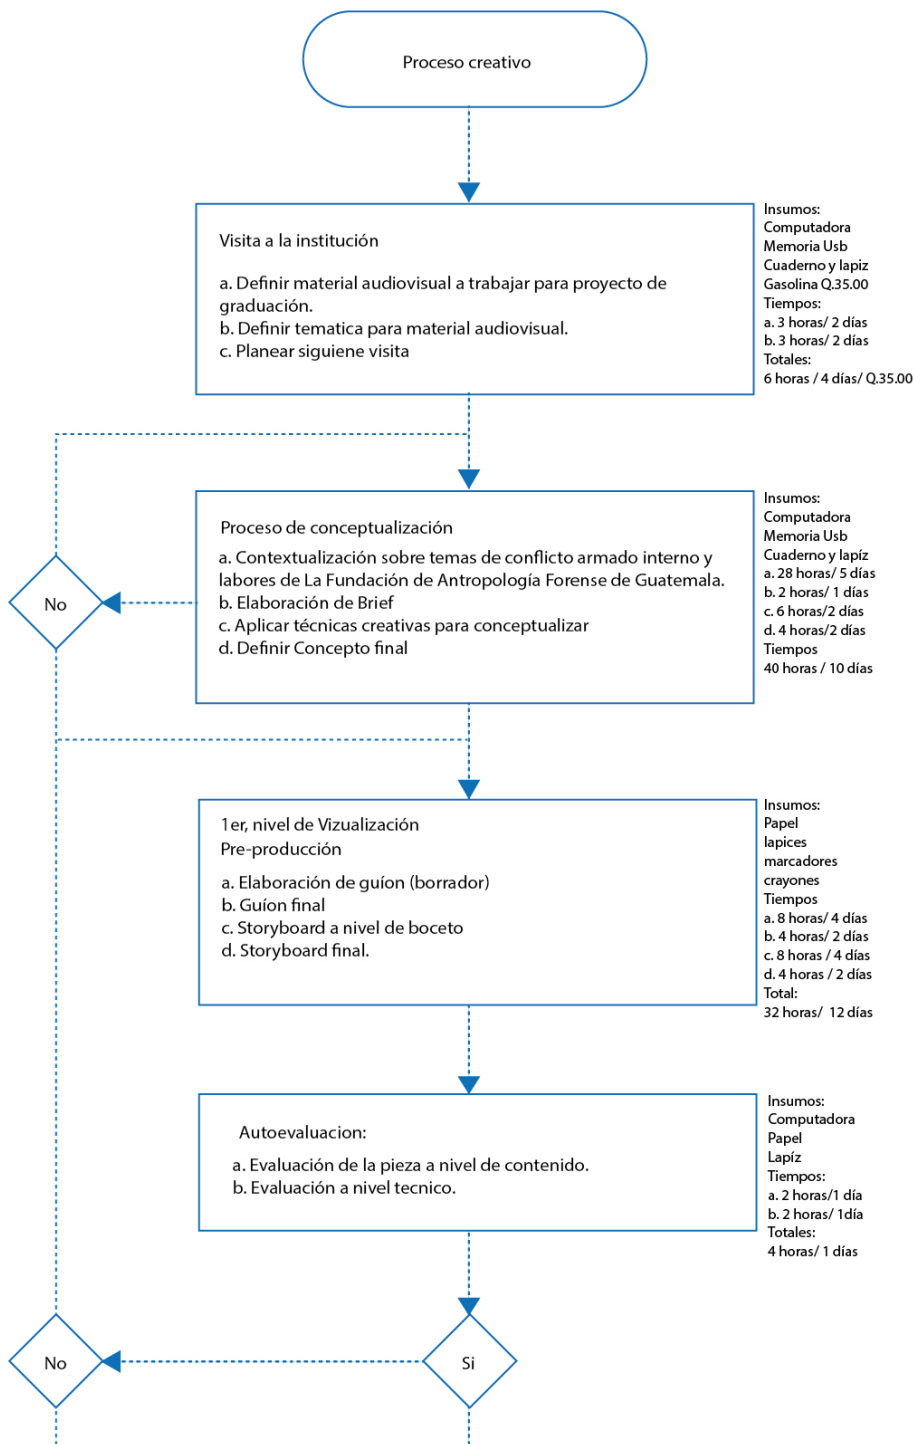 Proceso creativo
Visita a la institución
a. Definir material audiovisual a trabajar para proyecto de
graduación.
b. Definir tematica para material audiovisual.
c. Planear siguiene visita
Insumos:
Computadora
Memoria Usb
Cuaderno y lapiz
Gasolina Q.35.00
Tiempos:
a. 3 horas/ 2 días
b. 3 horas/ 2 días
Totales:
6 horas / 4 días/ Q.35.00
Proceso de conceptualización
a. Contextualización sobre temas de conflicto armado interno y
labores de La Fundación de Antropología Forense de Guatemala.
b. Elaboración de Brief
c. Aplicar técnicas creativas para conceptualizar
d. Definir Concepto final
Insumos:
Computadora
Memoria Usb
Cuaderno y lapíz
a. 28 horas/ 5 días
b. 2 horas/ 1 días
c. 6 horas/2 días
d. 4 horas/2 días
Tiempos
40 horas / 10 días
No
1er, nivel de Vizualización
Pre-producción
a. Elaboración de guíon (borrador)
b. Guíon final
c. Storyboard a nivel de boceto
d. Storyboard final.
Insumos:
Papel
lapices
marcadores
crayones
Tiempos
a. 8 horas/ 4 días
b. 4 horas/ 2 días
c. 8 horas / 4 días
d. 4 horas / 2 días
Total:
32 horas/ 12 días
Autoevaluacion:
a. Evaluación de la pieza a nivel de contenido.
b. Evaluación a nivel tecnico.
Insumos:
Computadora
Papel
Lapíz
Tiempos:
a. 2 horas/1 día
b. 2 horas/ 1día
Totales:
4 horas/ 1 días
No
Si